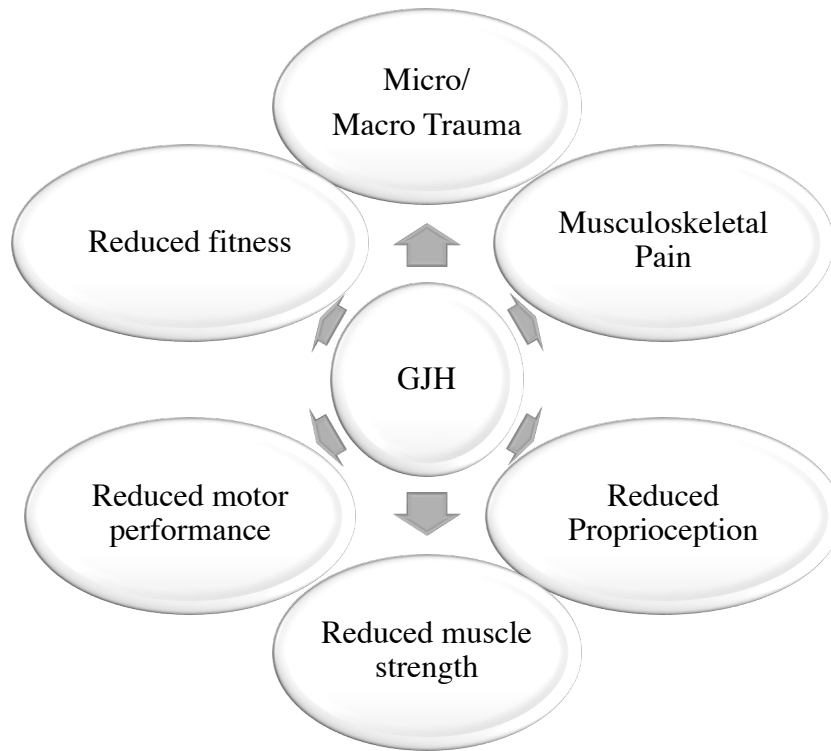 Micro/
Macro Trauma
Musculoskeletal
Pain
Reduced fitness
GJH
Reduced motor
performance
Reduced
Proprioception
Reduced muscle
strength